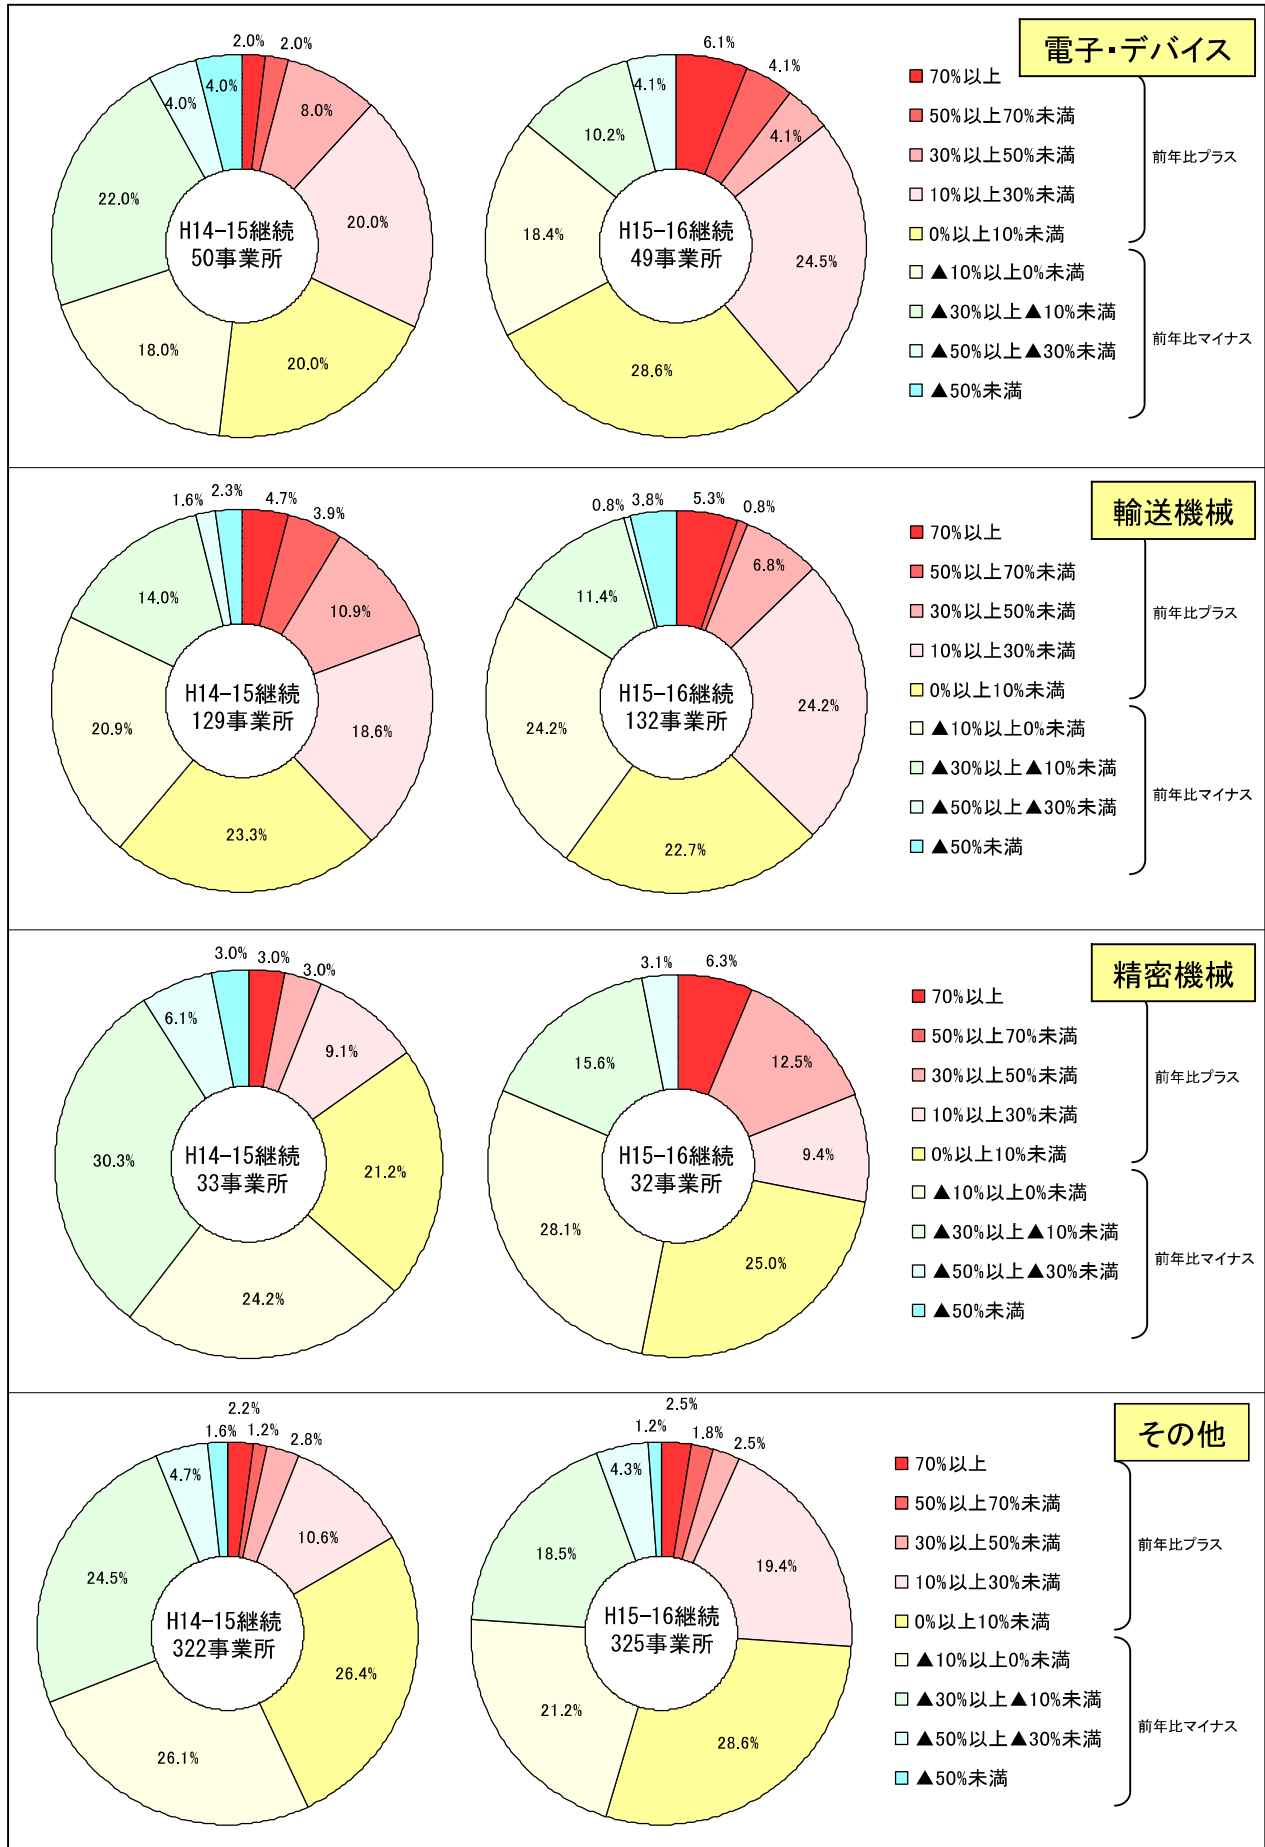 電子・デバイス
2.0%
2.0%
8.0%
20.0%
20.0%
18.0%
22.0%
4.0%
4.0%
H14-15継続
50事業所
6.1%
4.1%
4.1%
24.5%
28.6%
18.4%
10.2%
4.1%
H15-16継続
49事業所
70%以上
50%以上70%未満
30%以上50%未満
10%以上30%未満
0%以上10%未満
▲10%以上0%未満
▲30%以上▲10%未満
▲50%以上▲30%未満
▲50%未満
前年比プラス
前年比マイナス
輸送機械
4.7%
3.9%
10.9%
18.6%
23.3%
20.9%
14.0%
1.6%
2.3%
H14-15継続
129事業所
5.3%
0.8%
6.8%
24.2%
22.7%
24.2%
11.4%
0.8%
3.8%
H15-16継続
132事業所
70%以上
50%以上70%未満
30%以上50%未満
10%以上30%未満
0%以上10%未満
▲10%以上0%未満
▲30%以上▲10%未満
▲50%以上▲30%未満
▲50%未満
前年比プラス
前年比マイナス
精密機械
3.0%
3.0%
9.1%
21.2%
24.2%
30.3%
6.1%
3.0%
H14-15継続
33事業所
6.3%
12.5%
9.4%
25.0%
28.1%
15.6%
3.1%
H15-16継続
32事業所
70%以上
50%以上70%未満
30%以上50%未満
10%以上30%未満
0%以上10%未満
▲10%以上0%未満
▲30%以上▲10%未満
▲50%以上▲30%未満
▲50%未満
前年比プラス
前年比マイナス
その他
2.2%
1.2%
2.8%
10.6%
26.4%
26.1%
24.5%
4.7%
1.6%
H14-15継続
322事業所
2.5%
1.8%
2.5%
19.4%
28.6%
21.2%
18.5%
4.3%
1.2%
H15-16継続
325事業所
70%以上
50%以上70%未満
30%以上50%未満
10%以上30%未満
0%以上10%未満
▲10%以上0%未満
▲30%以上▲10%未満
▲50%以上▲30%未満
▲50%未満
前年比プラス
前年比マイナス